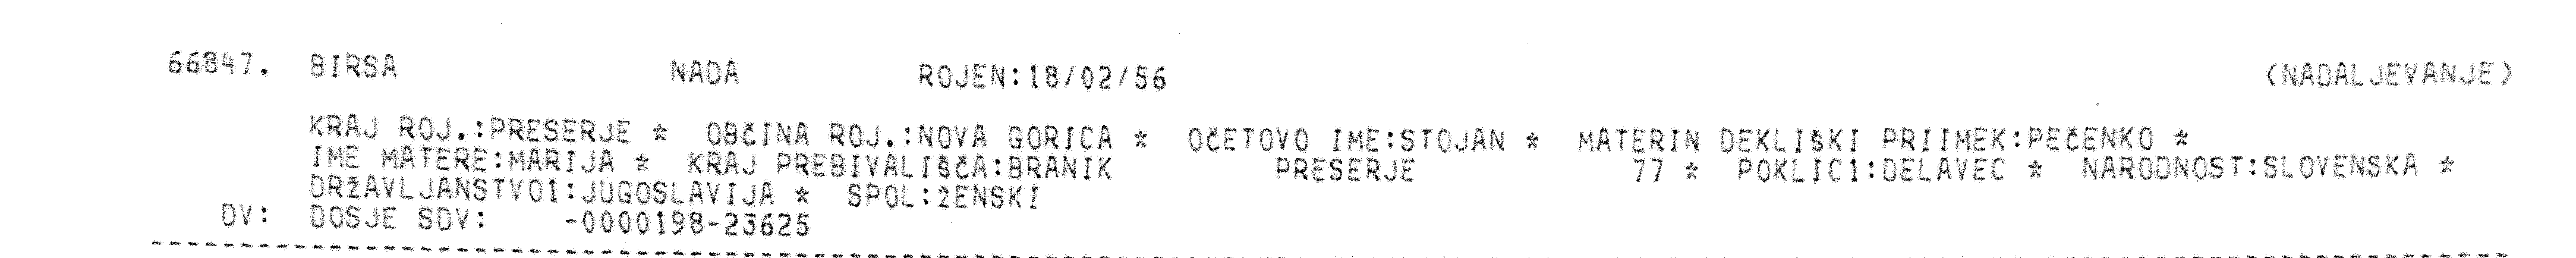 66847. BIRSA NADA ROJEN:18/02/56 (NADALJEVANJE)
KRAJ ROJ.:PRESERJE * OBČINA ROJ.:NOVA GORICA * OČETOVO IME:STOJAN * MATERIN DEKLIŠKI PRIIMEK:PEČENKO *
IME MATERE:MARIJA * KRAJ PREBIVALIŠČA:BRANIK PRESERJE 77 * POKLIC1:DELAVEC * NARODNOST:SLOVENSKA *
DRŽAVLJANSTVO1:JUGOSLAVIJA * SPOL:ŽENSKI
DV: DOSJE SDV: -0000198-23625